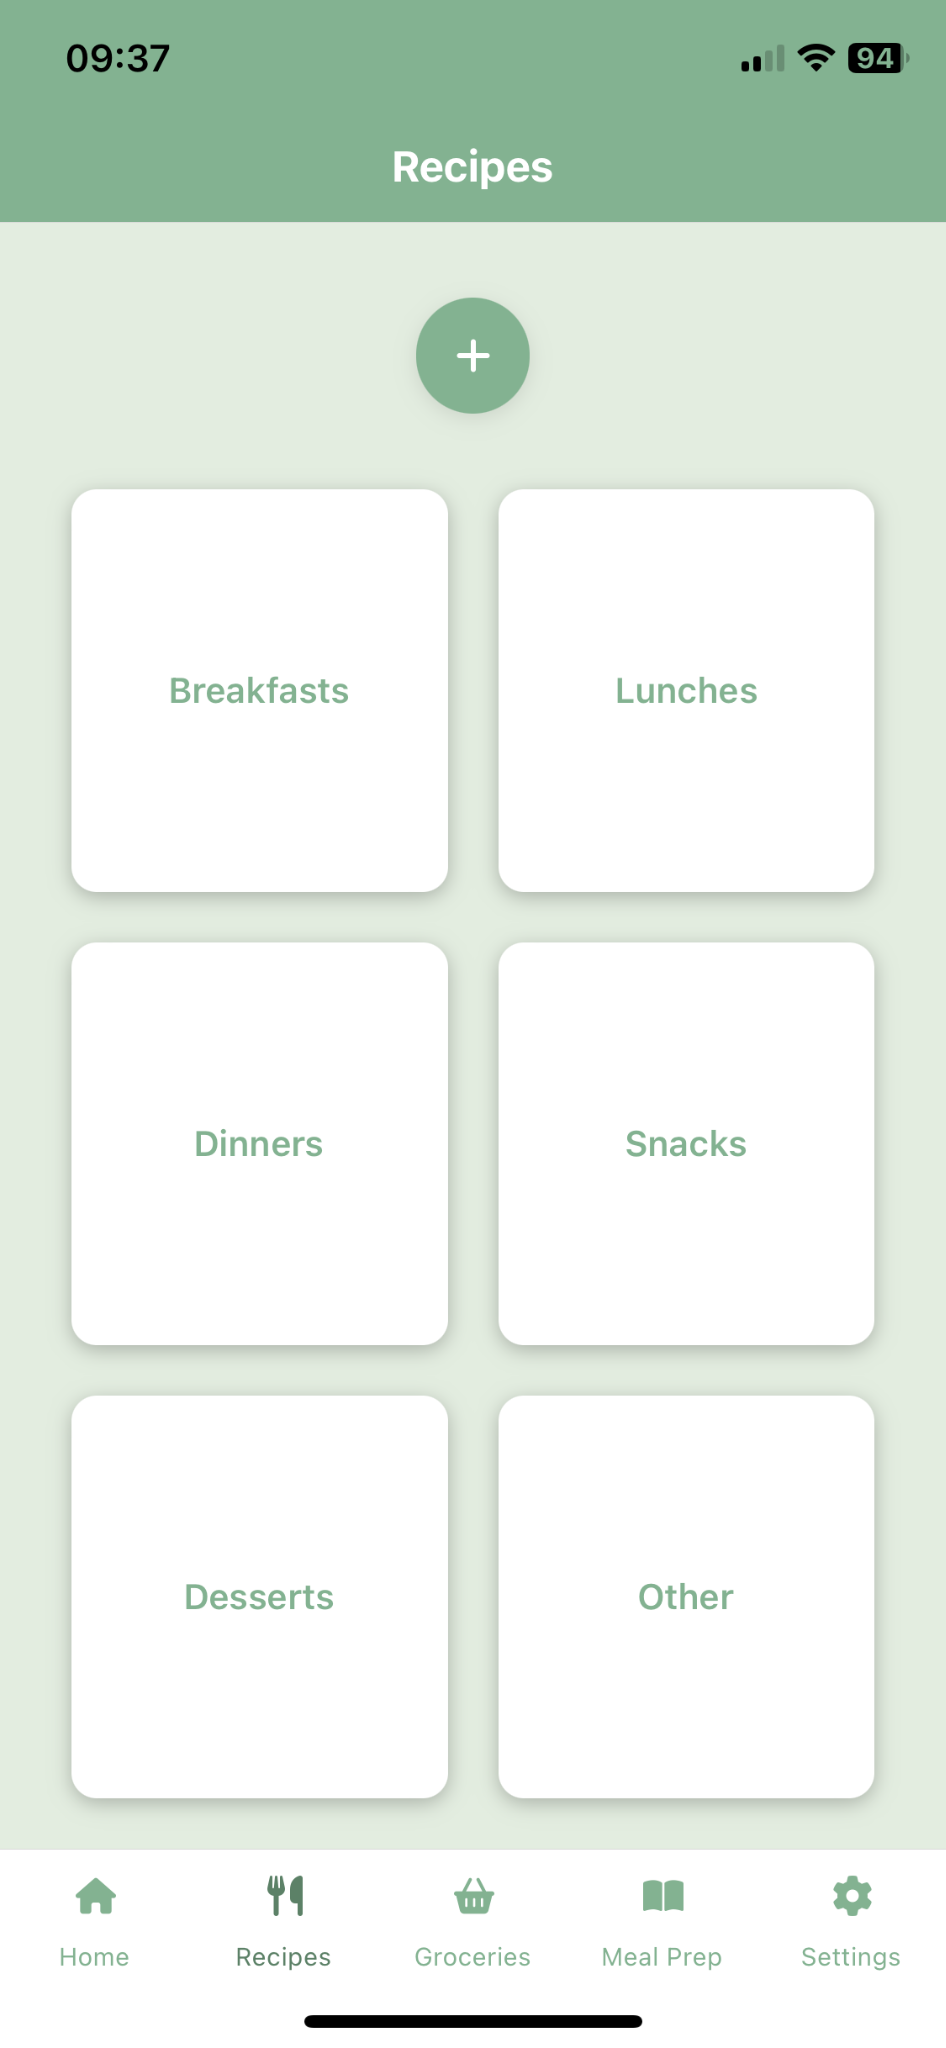 09:37
94
Recipes
Breakfasts
Lunches
Dinners
Snacks
Desserts
Other
Home
Recipes
Groceries
Meal Prep
Settings